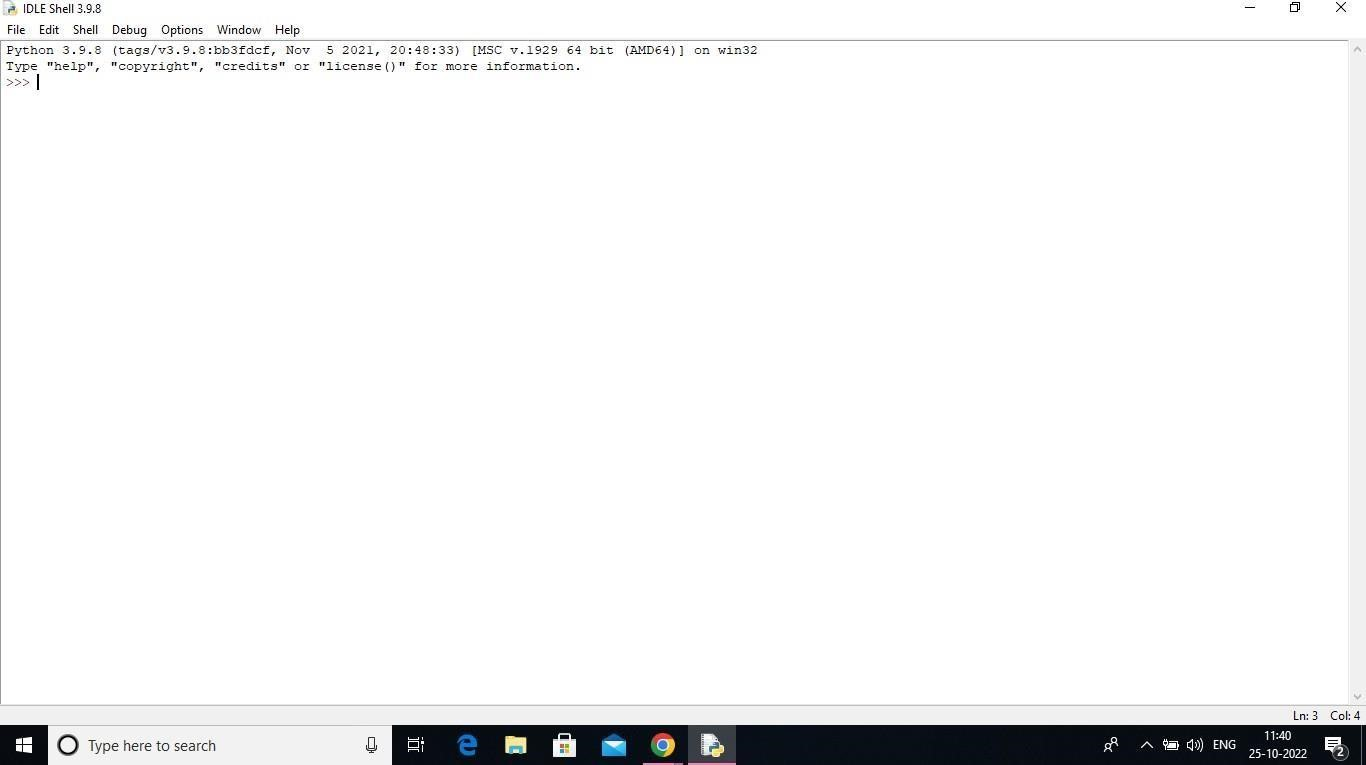 IDLE Shell 3.9.8
File Edit Shell Debug Options Window Help
Python 3.9.8 (tags/v3.9.8:bb3fdcf, Nov  5 2021, 20:48:33) [MSC v.1929 64 bit (AMD64)] on win32
Type "help", "copyright", "credits" or "license()" for more information.
>>>
Ln: 3 Col: 4
Type here to search
ENG
11:40
25-10-2022
2